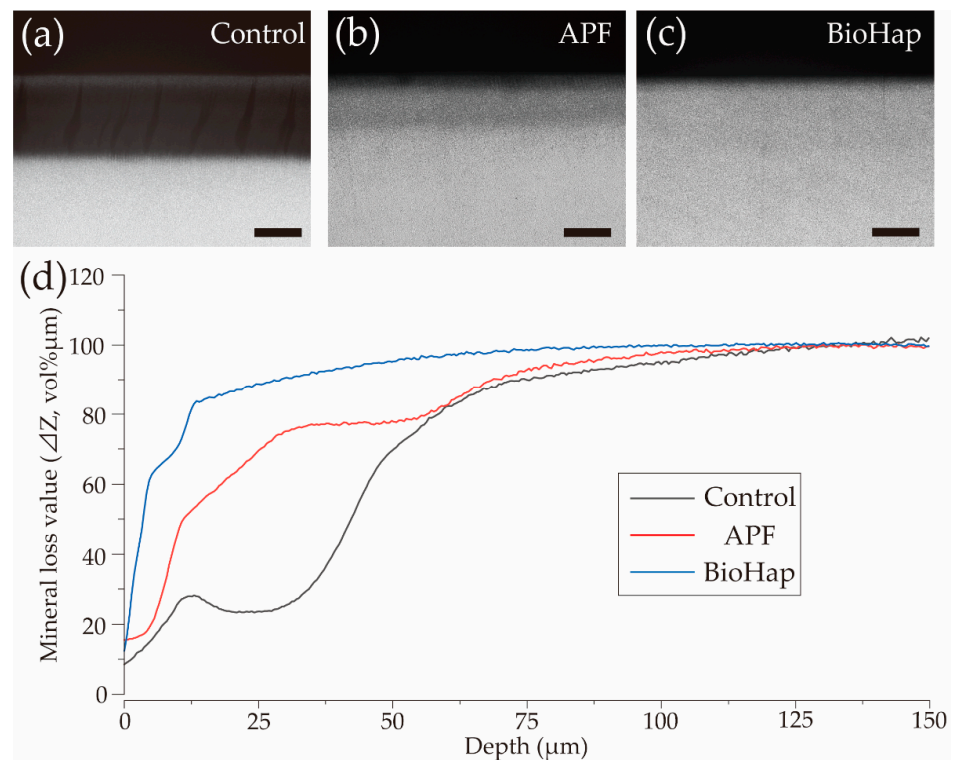 (a) Control
(b) APF
(c) BioHap
(d)
Mineral loss value (⊿Z, vol%μm)
120
100
80
60
40
20
0
Control
APF
BioHap
0 25 50 75 100 125 150
Depth (μm)